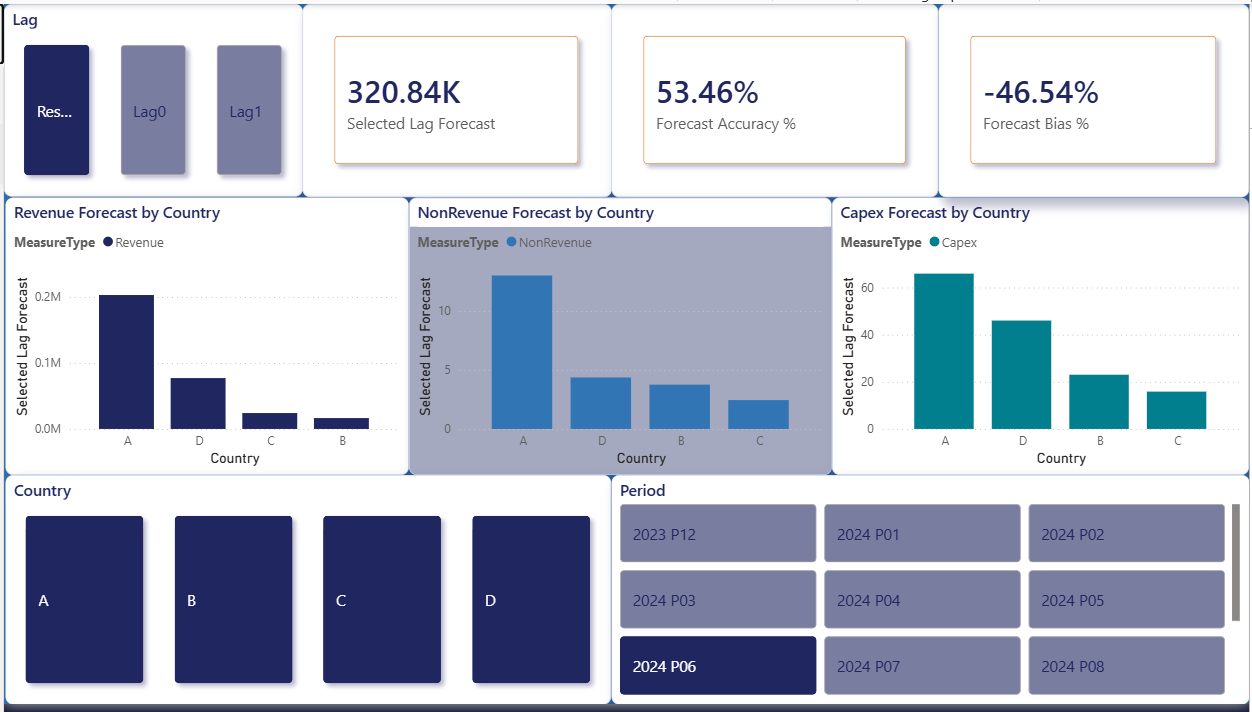 Lag
Res...
Lag0
Lag1
320.84K
Selected Lag Forecast
53.46%
Forecast Accuracy %
-46.54%
Forecast Bias %
Revenue Forecast by Country
MeasureType Revenue
Selected Lag Forecast
0.2M
0.1M
0.0M
A D C B
Country
NonRevenue Forecast by Country
MeasureType NonRevenue
Selected Lag Forecast
10
5
0
A D B C
Country
Capex Forecast by Country
MeasureType Capex
Selected Lag Forecast
60
40
20
0
A D B C
Country
Country
A
B
C
D
Period
2023 P12
2024 P01
2024 P02
2024 P03
2024 P04
2024 P05
2024 P06
2024 P07
2024 P08